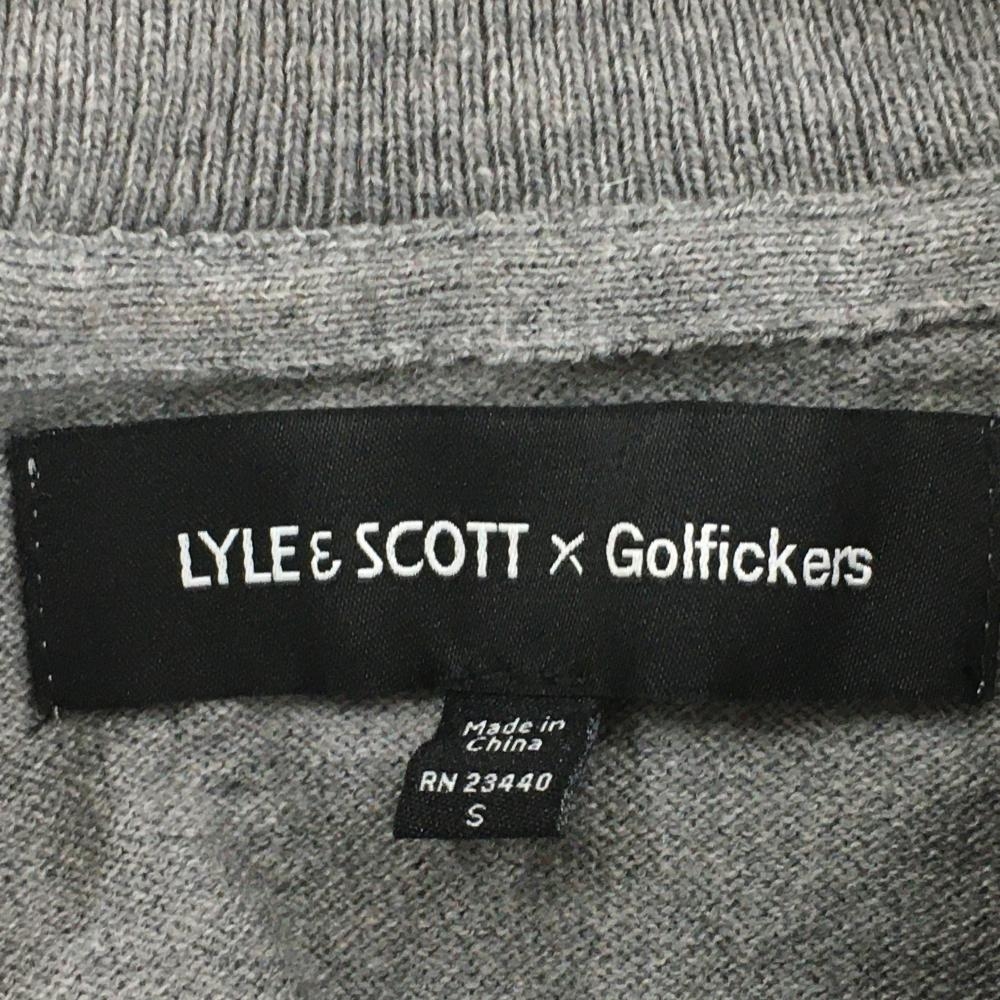 LYLE & SCOTT x Golfickers
Made in
China
RN 23440
S